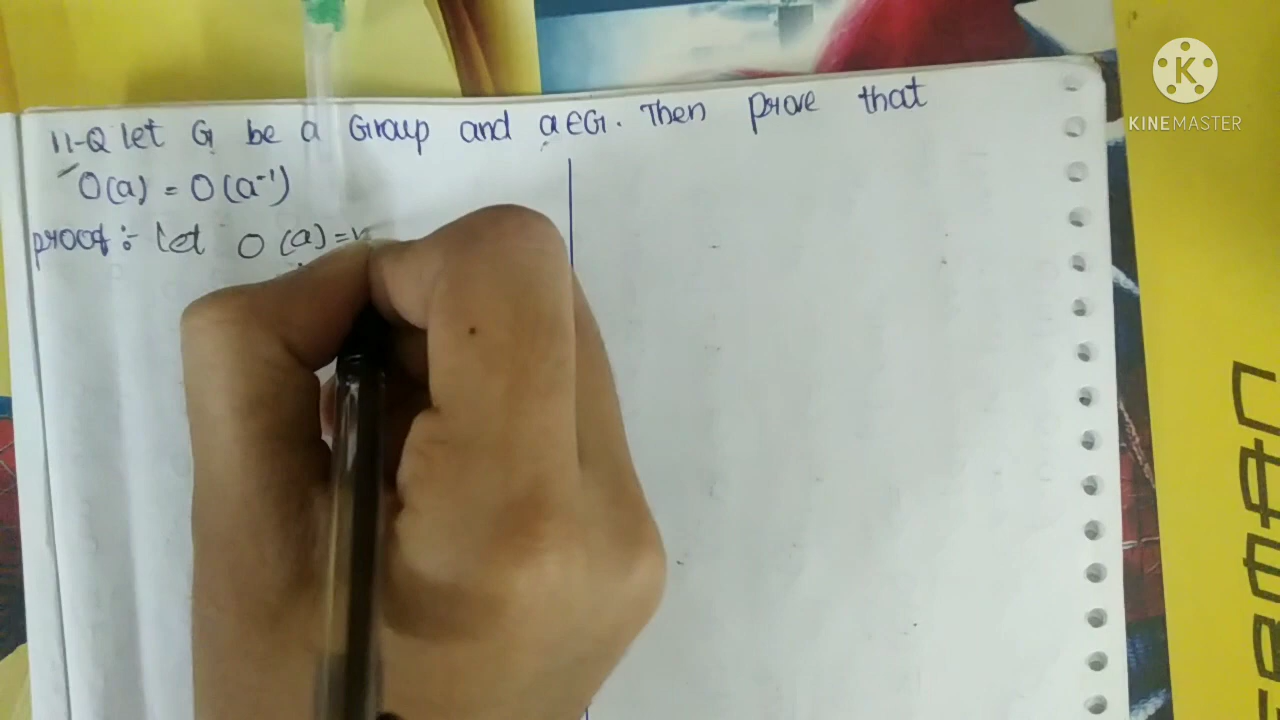 11-Q let G be a Group and a∈G. Then prove that
O(a) = O(a⁻¹)
proof:- let O(a)=n
KINEMASTER